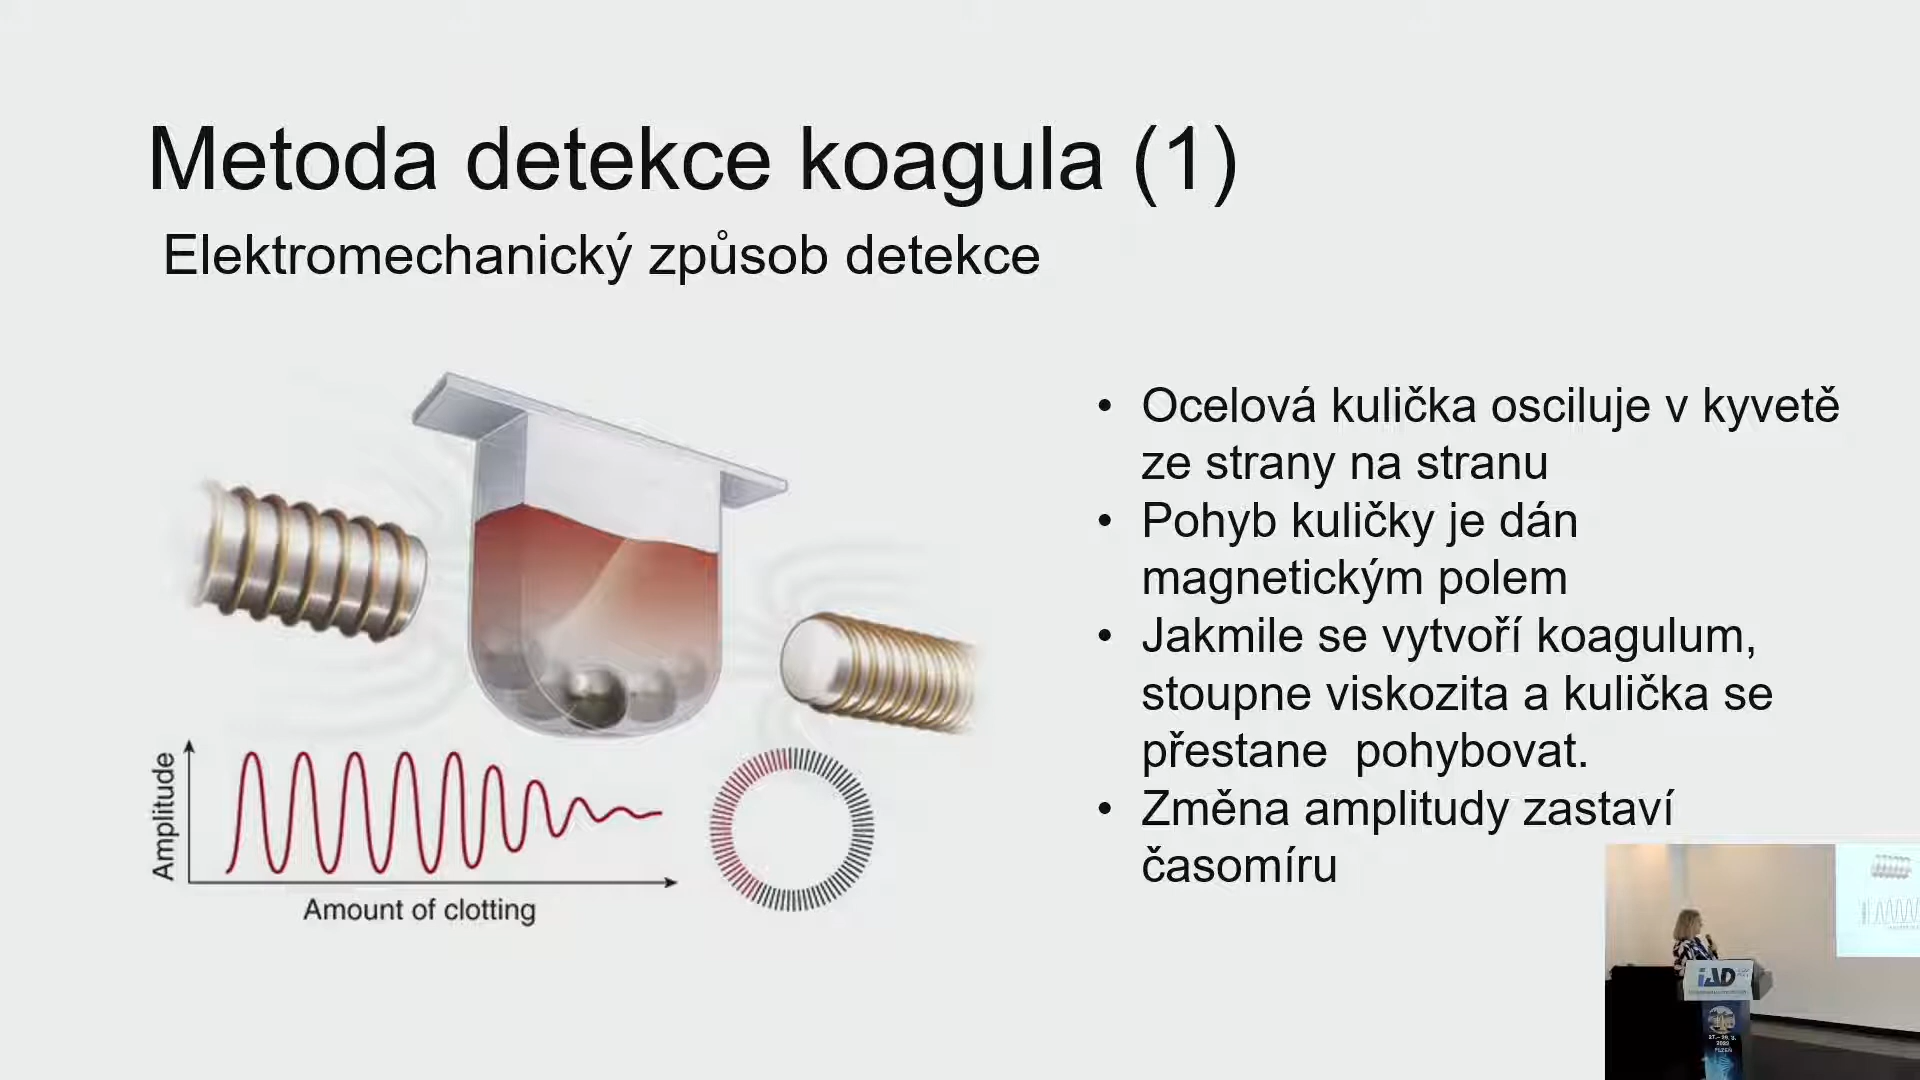 Metoda detekce koagula (1)
Elektromechanický způsob detekce
• Ocelová kulička osciluje v kyvetě
ze strany na stranu
• Pohyb kuličky je dán
magnetickým polem
• Jakmile se vytvoří koagulum,
stoupne viskozita a kulička se
přestane pohybovat.
• Změna amplitudy zastaví
časomíru
Amplitude
Amount of clotting
iAD
PLZEŇ